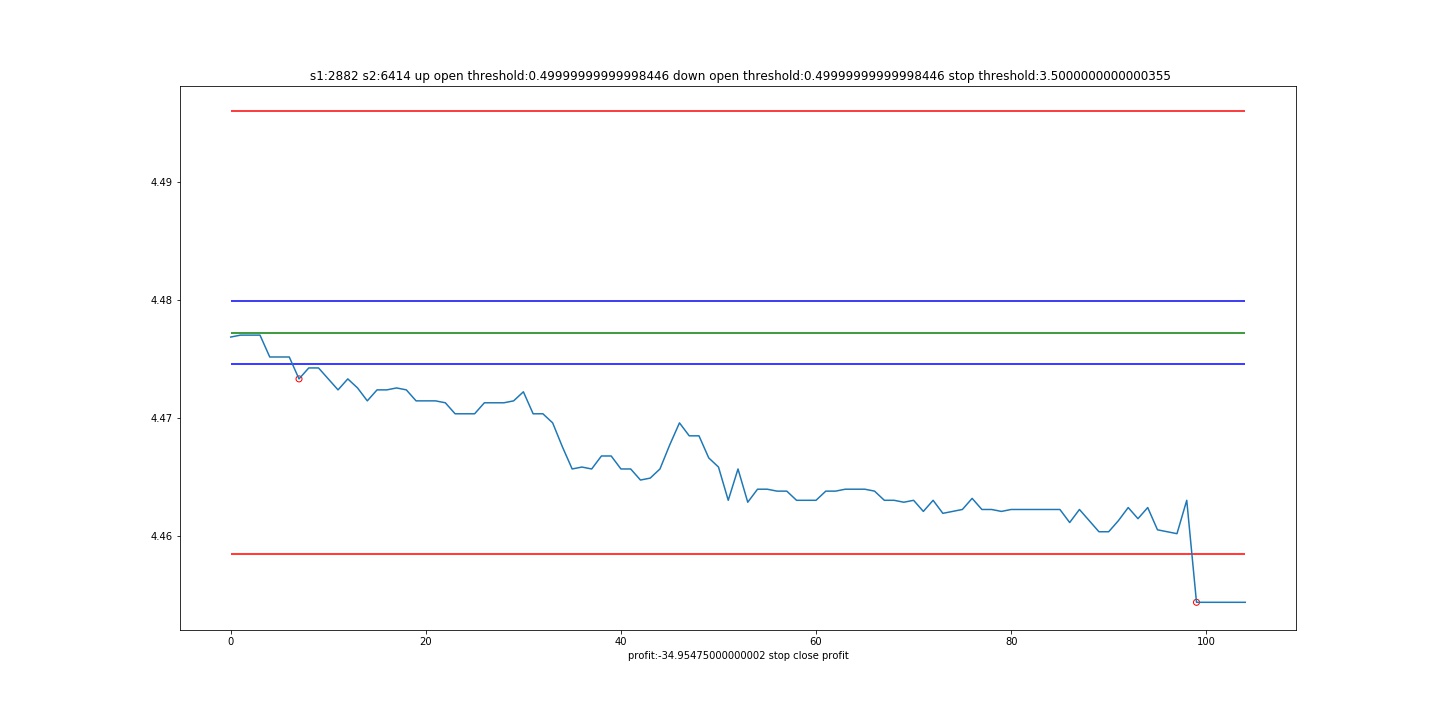 s1:2882 s2:6414 up open threshold:0.49999999999998446 down open threshold:0.49999999999998446 stop threshold:3.5000000000000355
4.49
4.48
4.47
4.46
0 20 40 60 80 100
profit:-34.95475000000002 stop close profit